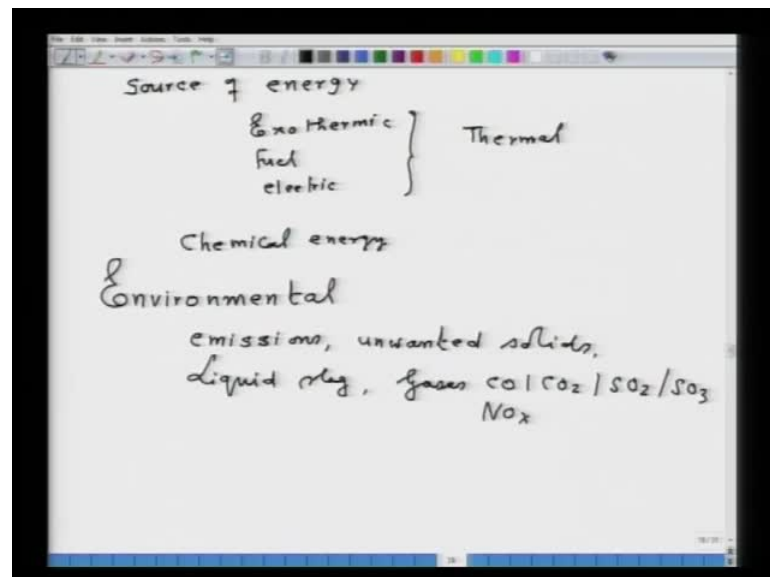 Source of energy
Exothermic
Fuel
electric
Thermal
Chemical energy
Environmental
emissions, unwanted solids,
Liquid slag, gases CO / CO2 / SO2 / SO3
NOx